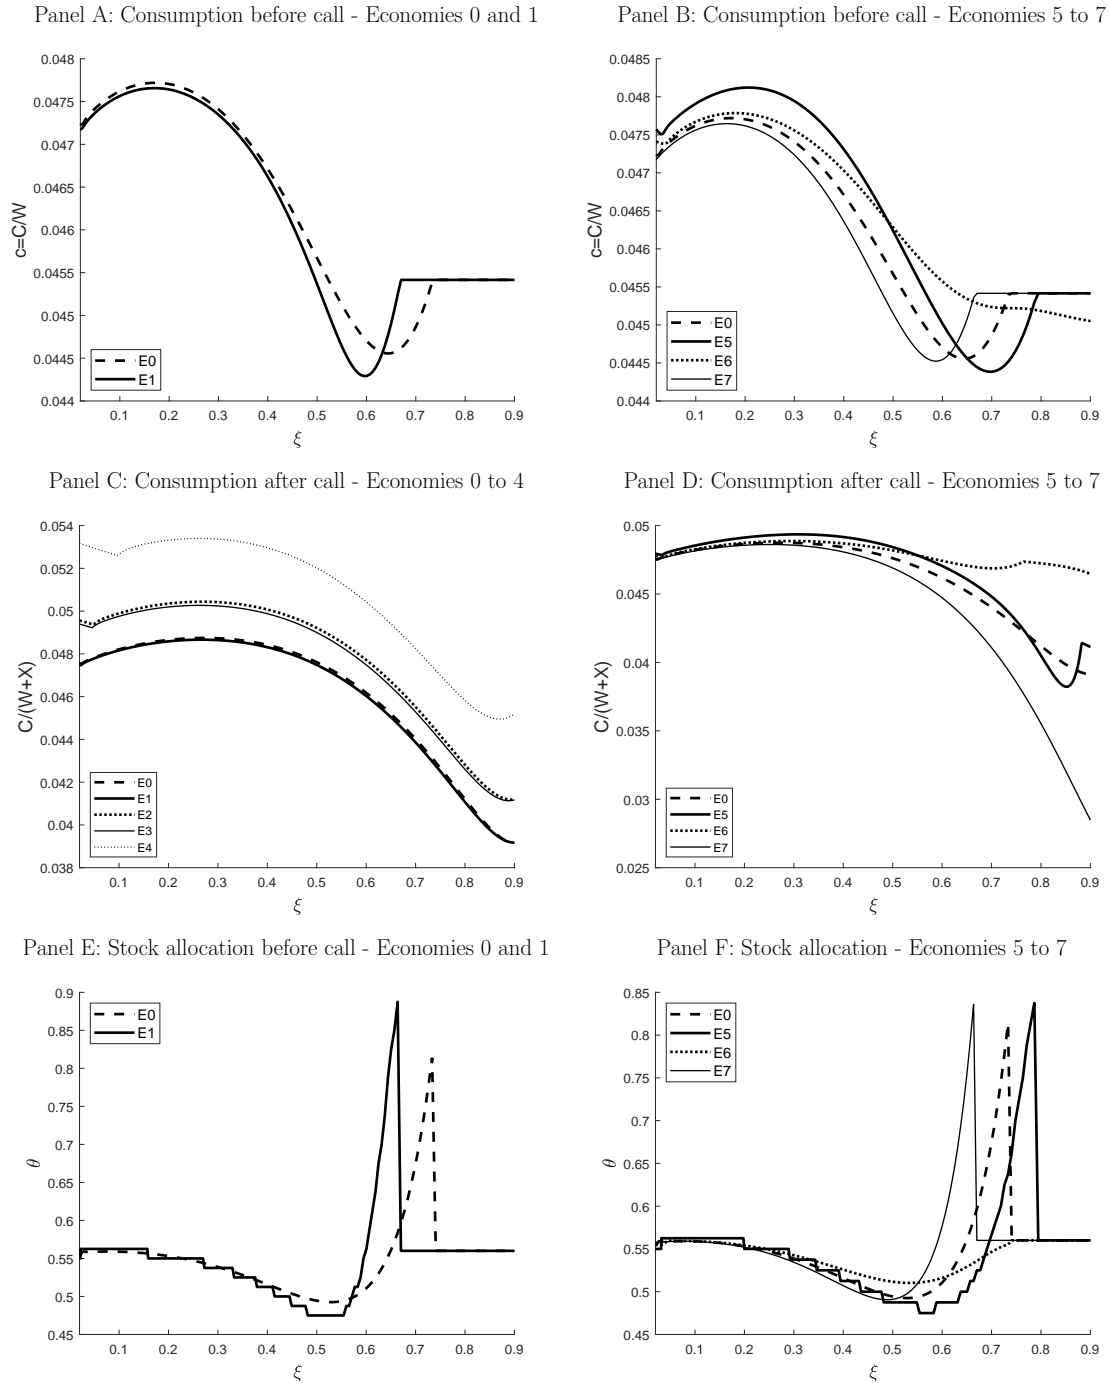 Panel A: Consumption before call - Economies 0 and 1
0.048
0.0475
0.047
0.0465
0.046
0.0455
0.045
0.0445
0.044
c=C/W
E0
E1
0.1 0.2 0.3 0.4 0.5 0.6 0.7 0.8 0.9
ξ
Panel B: Consumption before call - Economies 5 to 7
0.0485
0.048
0.0475
0.047
0.0465
0.046
0.0455
0.045
0.0445
0.044
c=C/W
E0
E5
E6
E7
0.1 0.2 0.3 0.4 0.5 0.6 0.7 0.8 0.9
ξ
Panel C: Consumption after call - Economies 0 to 4
0.054
0.052
0.05
0.048
0.046
0.044
0.042
0.04
0.038
C/(W+X)
E0
E1
E2
E3
E4
0.1 0.2 0.3 0.4 0.5 0.6 0.7 0.8 0.9
ξ
Panel D: Consumption after call - Economies 5 to 7
0.05
0.045
0.04
0.035
0.03
0.025
C/(W+X)
E0
E5
E6
E7
0.1 0.2 0.3 0.4 0.5 0.6 0.7 0.8 0.9
ξ
Panel E: Stock allocation before call - Economies 0 and 1
0.9
0.85
0.8
0.75
0.7
0.65
0.6
0.55
0.5
0.45
θ
E0
E1
0.1 0.2 0.3 0.4 0.5 0.6 0.7 0.8 0.9
ξ
Panel F: Stock allocation - Economies 5 to 7
0.85
0.8
0.75
0.7
0.65
0.6
0.55
0.5
0.45
θ
E0
E5
E6
E7
0.1 0.2 0.3 0.4 0.5 0.6 0.7 0.8 0.9
ξ